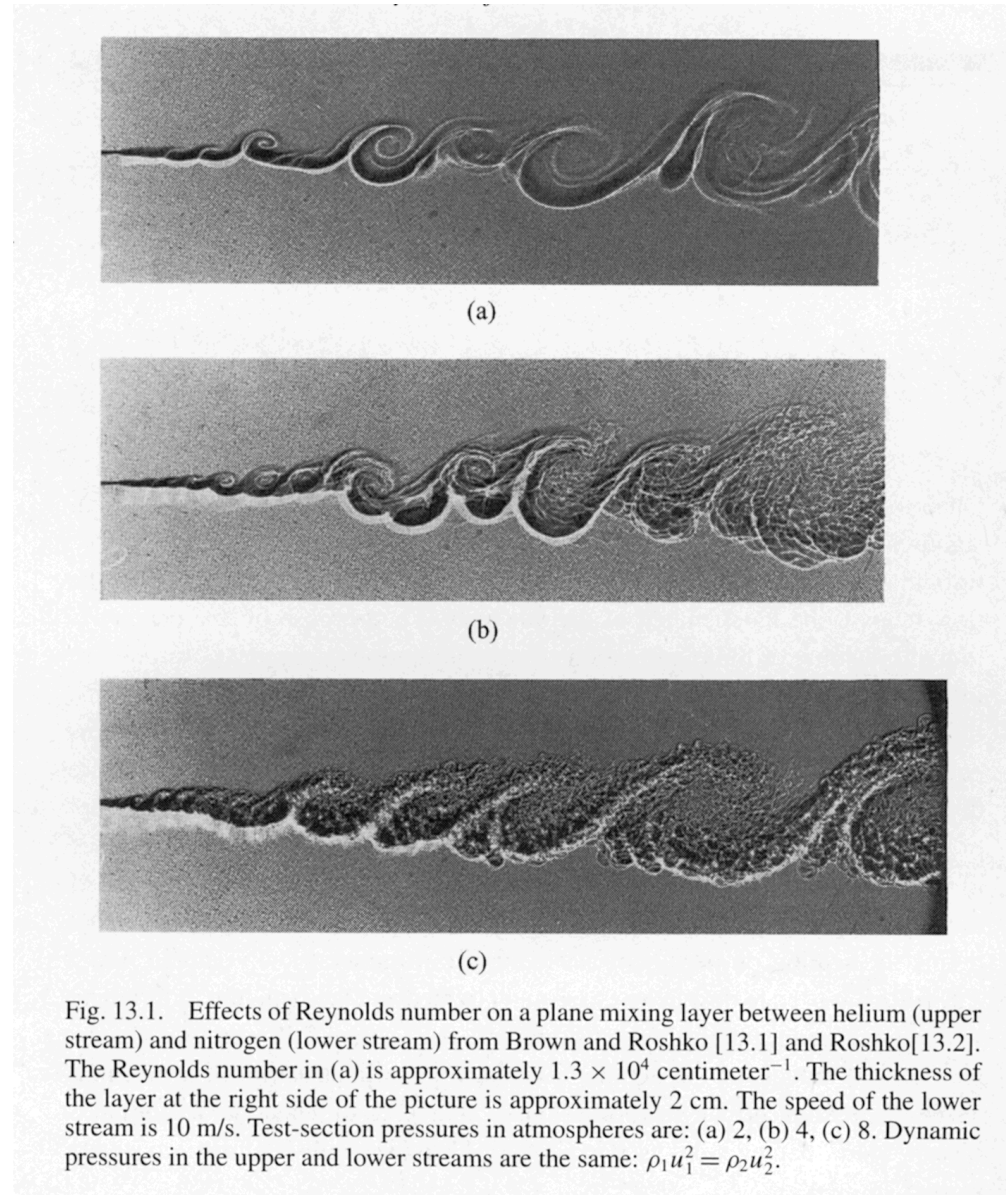 (a)
(b)
(c)
Fig. 13.1. Effects of Reynolds number on a plane mixing layer between helium (upper
stream) and nitrogen (lower stream) from Brown and Roshko [13.1] and Roshko[13.2].
The Reynolds number in (a) is approximately 1.3 × 10⁴ centimeter⁻¹. The thickness of
the layer at the right side of the picture is approximately 2 cm. The speed of the lower
stream is 10 m/s. Test-section pressures in atmospheres are: (a) 2, (b) 4, (c) 8. Dynamic
pressures in the upper and lower streams are the same: ρ₁u₁² = ρ₂u₂².